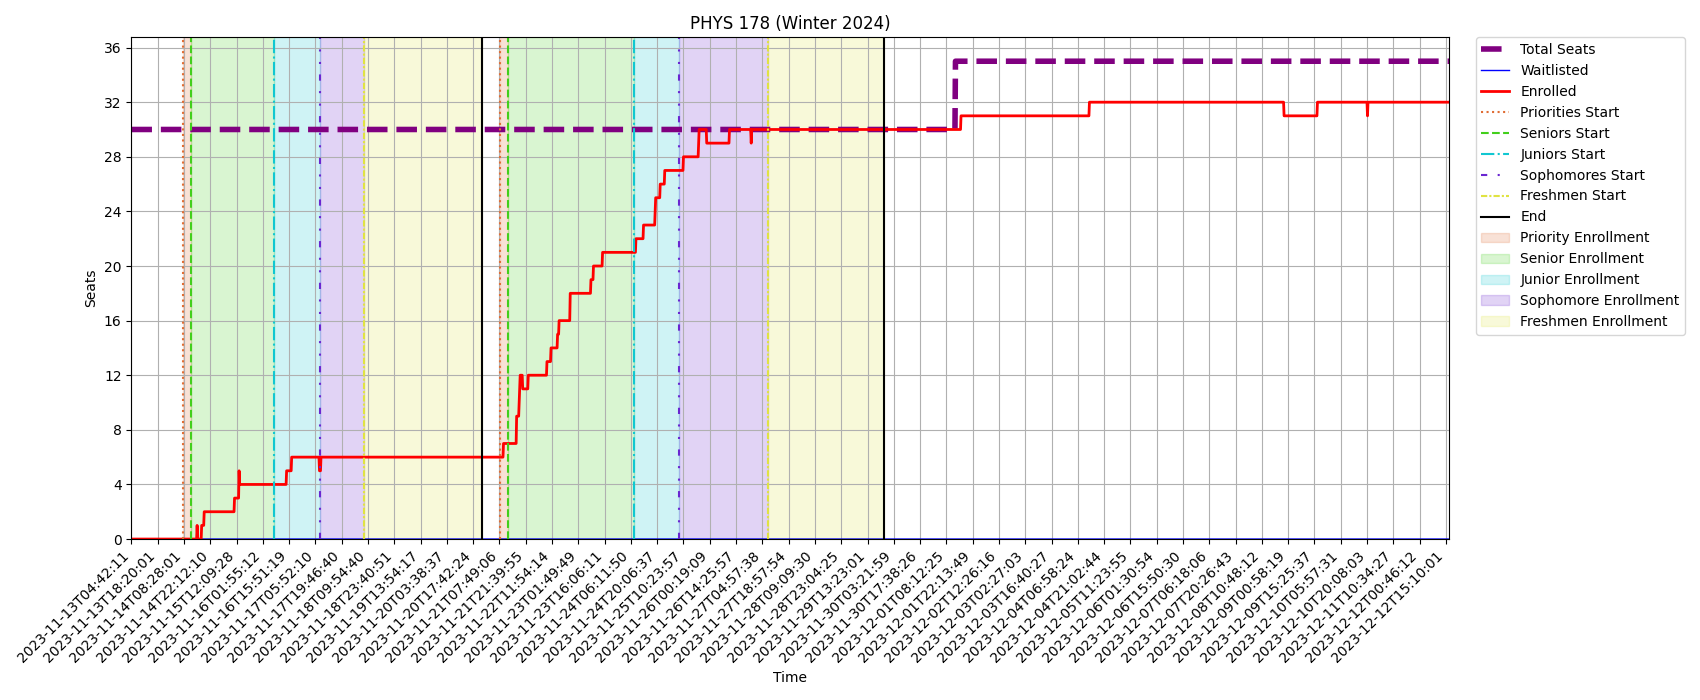 PHYS 178 (Winter 2024)
36
32
28
24
20
16
12
8
4
0
Seats
2023-11-13T04:42:11
2023-11-13T18:20:01
2023-11-14T08:28:01
2023-11-14T22:12:10
2023-11-15T12:09:28
2023-11-16T01:55:12
2023-11-16T15:51:19
2023-11-17T05:52:10
2023-11-17T19:46:40
2023-11-18T09:54:40
2023-11-18T23:40:51
2023-11-19T13:54:17
2023-11-20T03:38:37
2023-11-20T17:42:24
2023-11-21T07:49:06
2023-11-21T21:39:55
2023-11-22T11:54:14
2023-11-23T01:49:49
2023-11-23T16:06:11
2023-11-24T06:11:50
2023-11-24T20:06:37
2023-11-25T10:23:57
2023-11-26T00:19:09
2023-11-26T14:25:57
2023-11-27T04:57:38
2023-11-27T18:57:54
2023-11-28T09:09:30
2023-11-28T23:04:25
2023-11-29T13:23:01
2023-11-30T03:21:59
2023-11-30T17:38:26
2023-12-01T08:12:25
2023-12-01T22:13:49
2023-12-02T12:26:16
2023-12-03T03:27:03
2023-12-03T16:40:27
2023-12-04T06:58:24
2023-12-04T21:02:44
2023-12-05T11:23:55
2023-12-06T01:30:54
2023-12-06T15:50:30
2023-12-07T06:18:06
2023-12-07T20:26:43
2023-12-08T10:48:12
2023-12-09T00:58:19
2023-12-09T15:25:37
2023-12-10T05:57:31
2023-12-10T20:08:03
2023-12-11T10:34:27
2023-12-12T00:46:12
2023-12-12T15:10:01
Time
Total Seats
Waitlisted
Enrolled
Priorities Start
Seniors Start
Juniors Start
Sophomores Start
Freshmen Start
End
Priority Enrollment
Senior Enrollment
Junior Enrollment
Sophomore Enrollment
Freshmen Enrollment